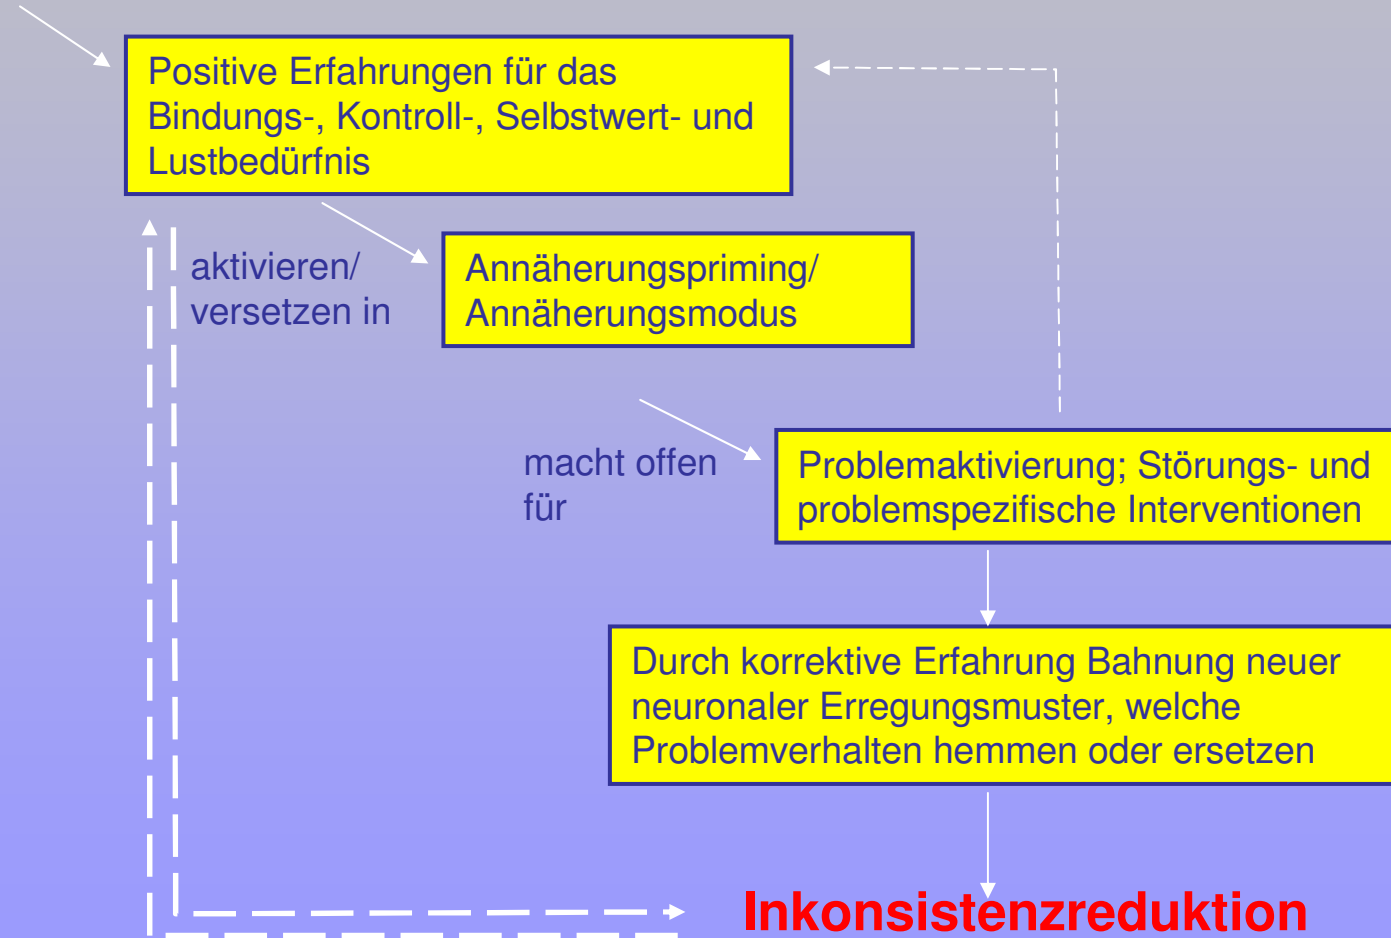 Positive Erfahrungen für das
Bindungs-, Kontroll-, Selbstwert- und
Lustbedürfnis
aktivieren/
versetzen in
Annäherungspriming/
Annäherungsmodus
macht offen
für
Problemaktivierung; Störungs- und
problemspezifische Interventionen
Durch korrektive Erfahrung Bahnung neuer
neuronaler Erregungsmuster, welche
Problemverhalten hemmen oder ersetzen
Inkonsistenzreduktion